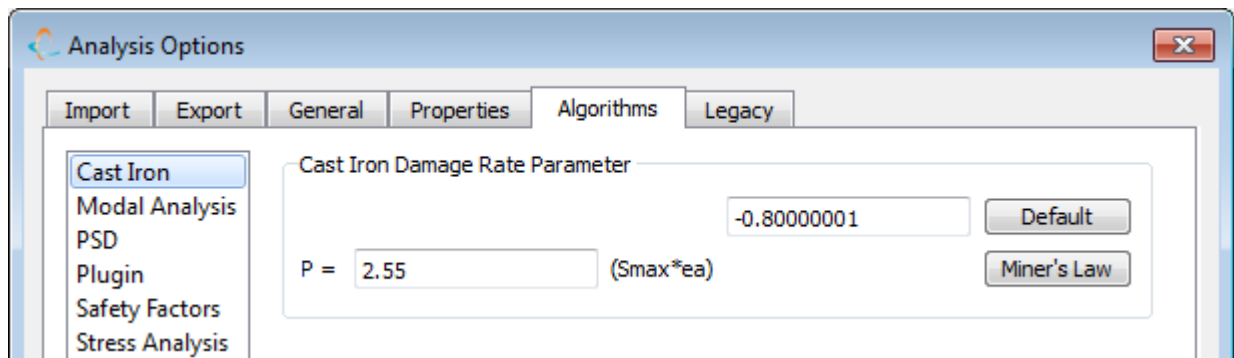 Analysis Options
Import Export General Properties Algorithms Legacy
Cast Iron
Modal Analysis
PSD
Plugin
Safety Factors
Stress Analysis
Cast Iron Damage Rate Parameter
-0.80000001 Default
P = 2.55 (Smax*ea) Miner's Law